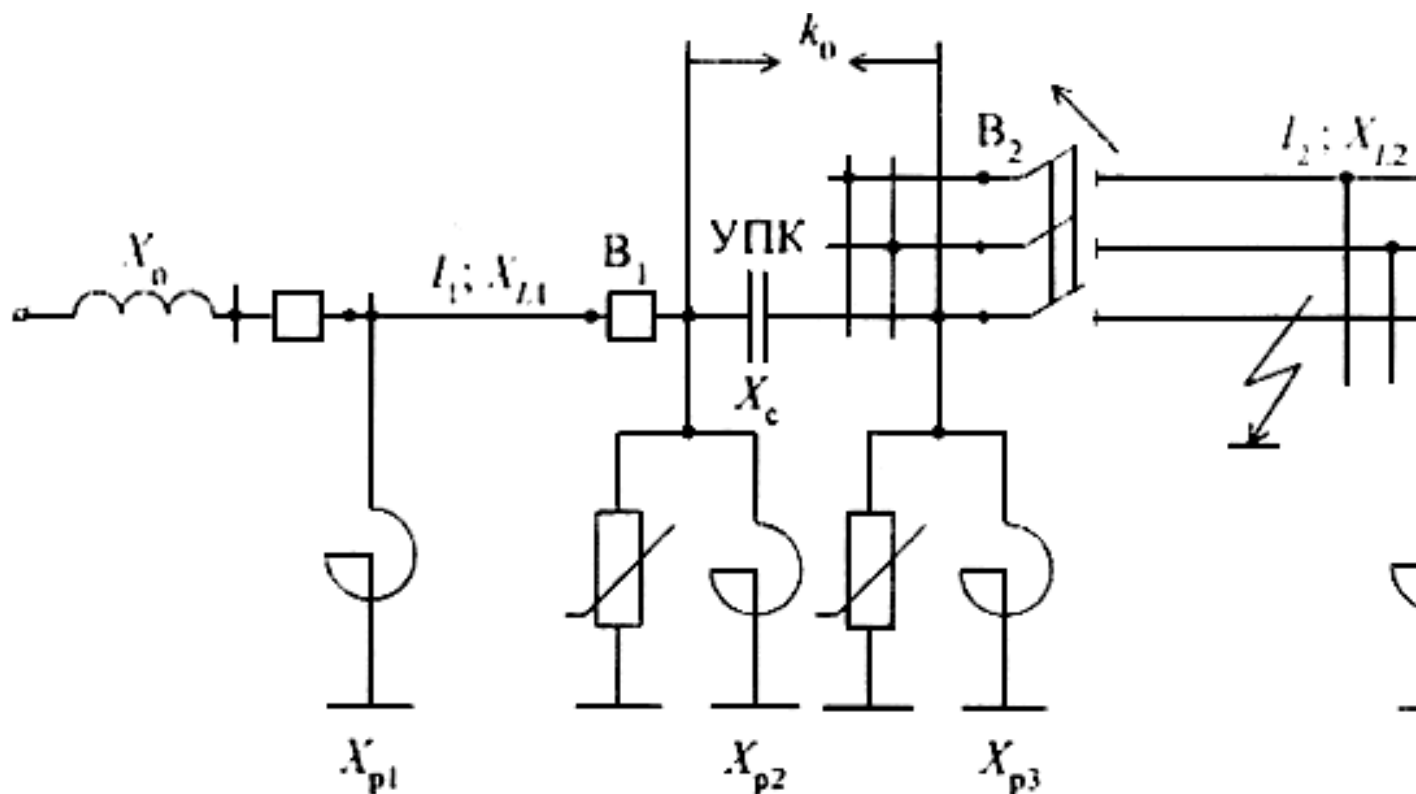 k₀
B₂
l₂; X_L2
X₀
l₁; X_L1
B₁
УПК
X_c
X_p1
X_p2
X_p3